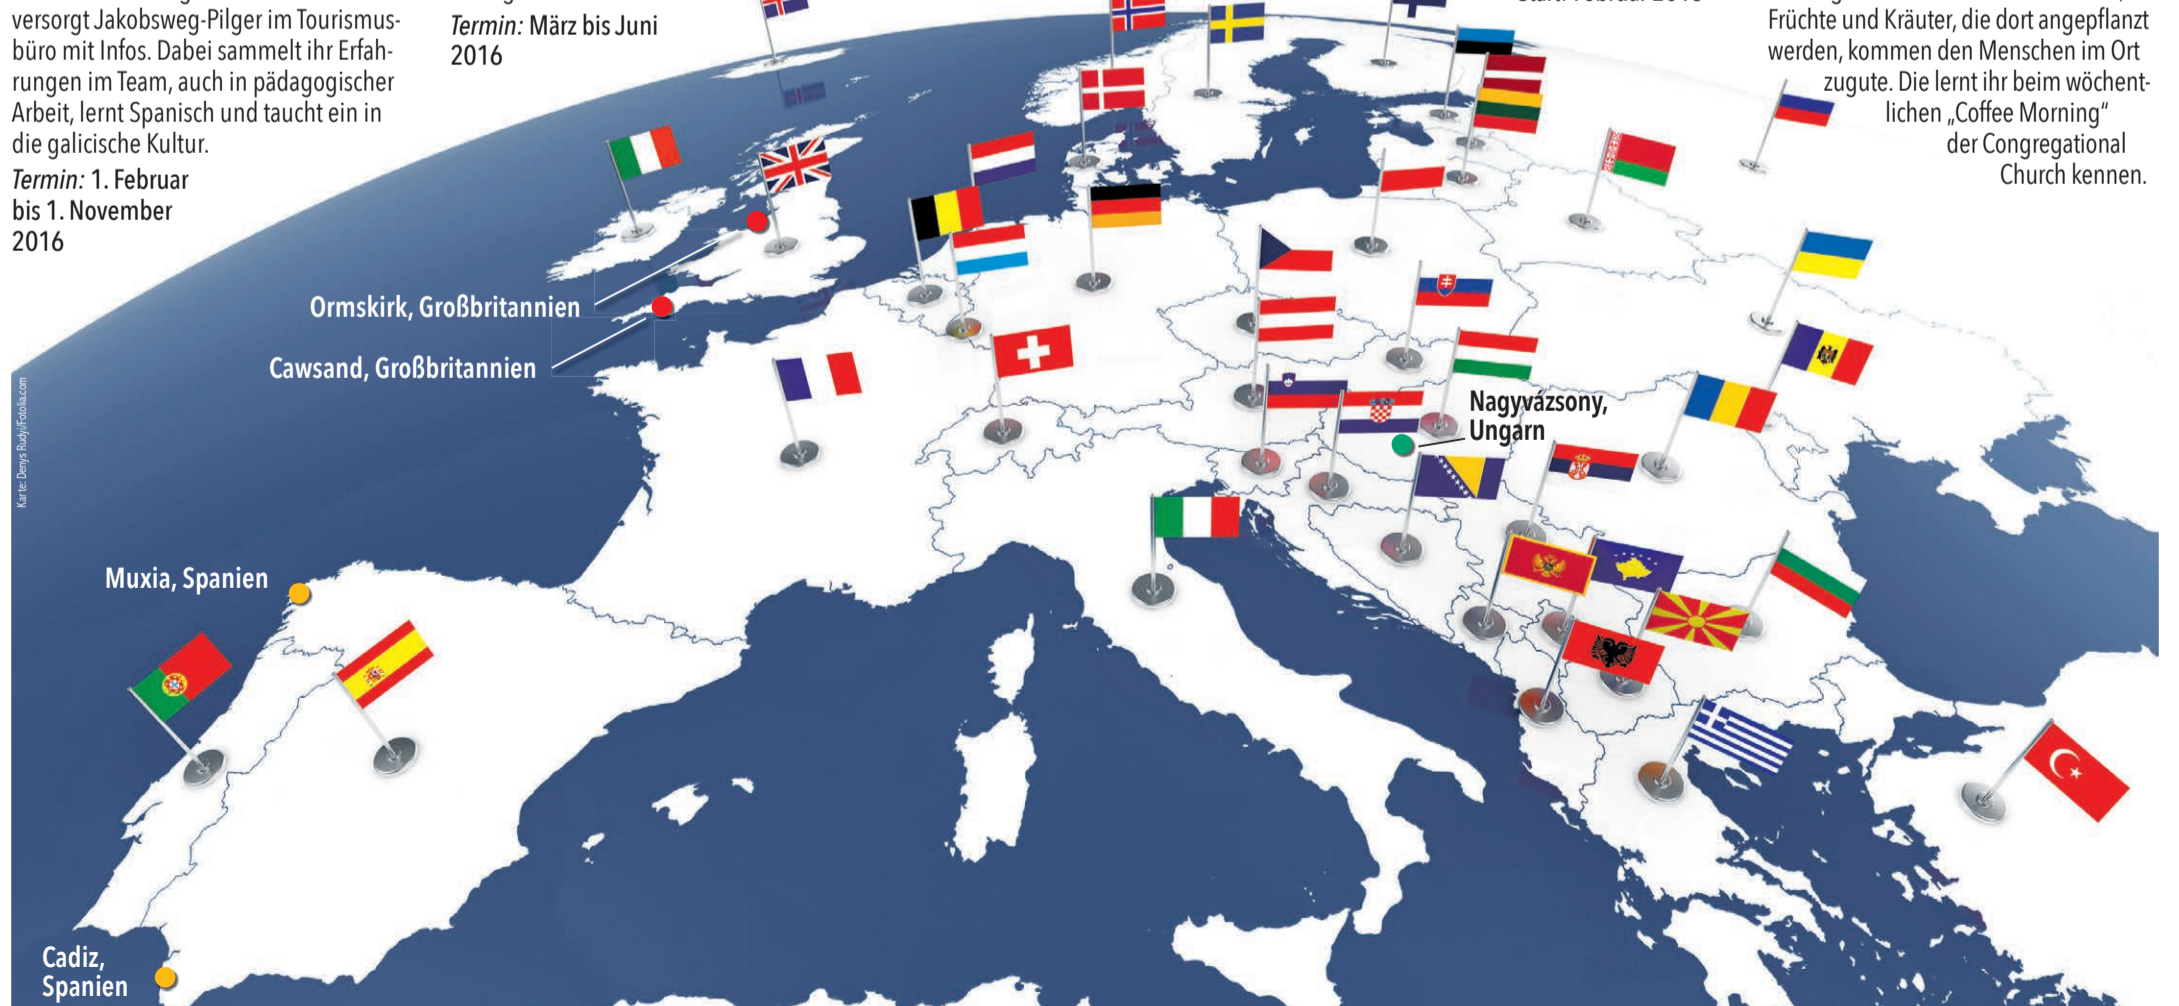 versorgt Jakobsweg-Pilger im Tourismus-
büro mit Infos. Dabei sammelt ihr Erfah-
rungen im Team, auch in pädagogischer
Arbeit, lernt Spanisch und taucht ein in
die galicische Kultur.
Termin: 1. Februar
bis 1. November
2016
Termin: März bis Juni
2016
Früchte und Kräuter, die dort angepflanzt
werden, kommen den Menschen im Ort
zugute. Die lernt ihr beim wöchent-
lichen „Coffee Morning“
der Congregational
Church kennen.
Ormskirk, Großbritannien
Cawsand, Großbritannien
Nagyvázsony,
Ungarn
Muxia, Spanien
Cadiz,
Spanien
Karte: Denys Rudyi/Fotolia.com